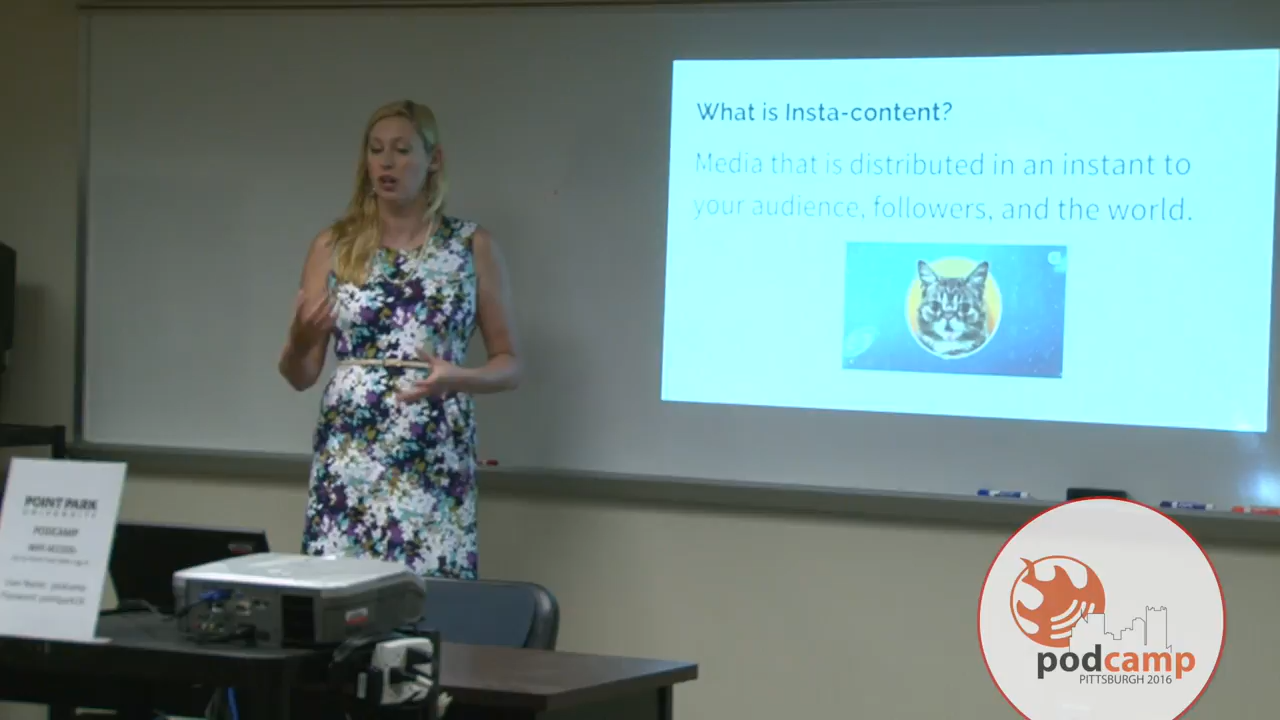 What is Insta-content?
Media that is distributed in an instant to
your audience, followers, and the world.
POINT PARK
UNIVERSITY
PODCAMP
podcamp
PITTSBURGH 2016